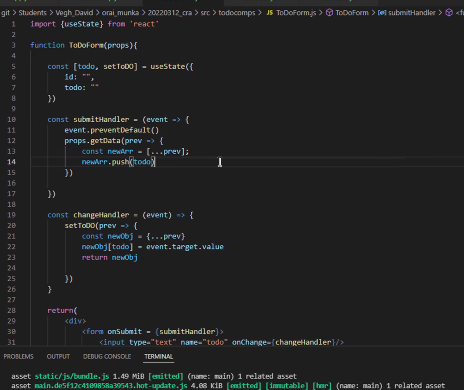 git > Students > Vegh_David > orai_munka > 20220312_cra > src > todocomps > JS ToDoForm.js > ToDoForm > submitHandler >
1 import {useState} from 'react'
2
3 function ToDoForm(props){
4
5 const [todo, setToDO] = useState({
6 id: "",
7 todo: ""
8 })
9
10 const submitHandler = (event => {
11 event.preventDefault()
12 props.getData(prev => {
13 const newArr = [...prev];
14 newArr.push(todo)
15 })
16
17 })
18
19 const changeHandler = (event) => {
20 setToDO(prev => {
21 const newObj = {...prev}
22 newObj[todo] = event.target.value
23 return newObj
24
25 })
26 }
27
28 return(
29 <div>
30 <form onSubmit = {submitHandler}>
31 <input type="text" name="todo" onChange={changeHandler}/>
PROBLEMS OUTPUT DEBUG CONSOLE TERMINAL
asset static/js/bundle.js 1.49 MiB [emitted] (name: main) 1 related asset
asset main.de5f12c4109858a39543.hot-update.js 4.08 KiB [emitted] [immutable] [hmr] (name: main) 1 related asset